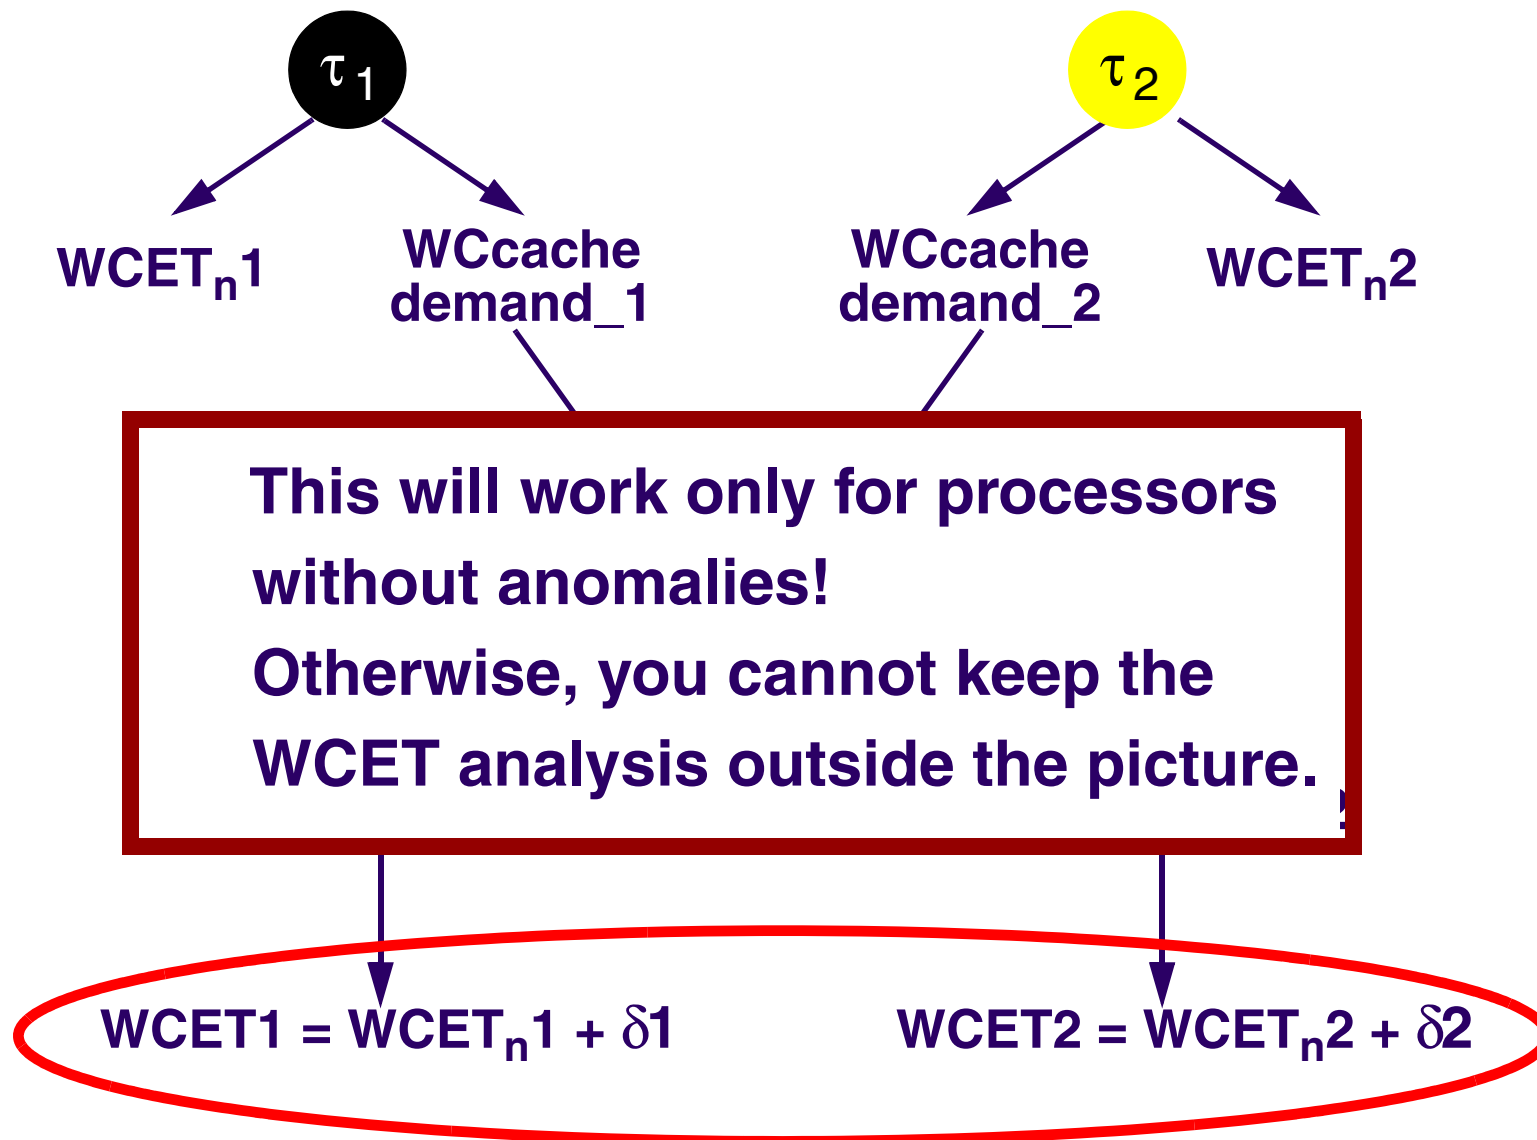 τ1
τ2
WCETn1
WCcache
demand_1
WCcache
demand_2
WCETn2
This will work only for processors
without anomalies!
Otherwise, you cannot keep the
WCET analysis outside the picture.
WCET1 = WCETn1 + δ1
WCET2 = WCETn2 + δ2